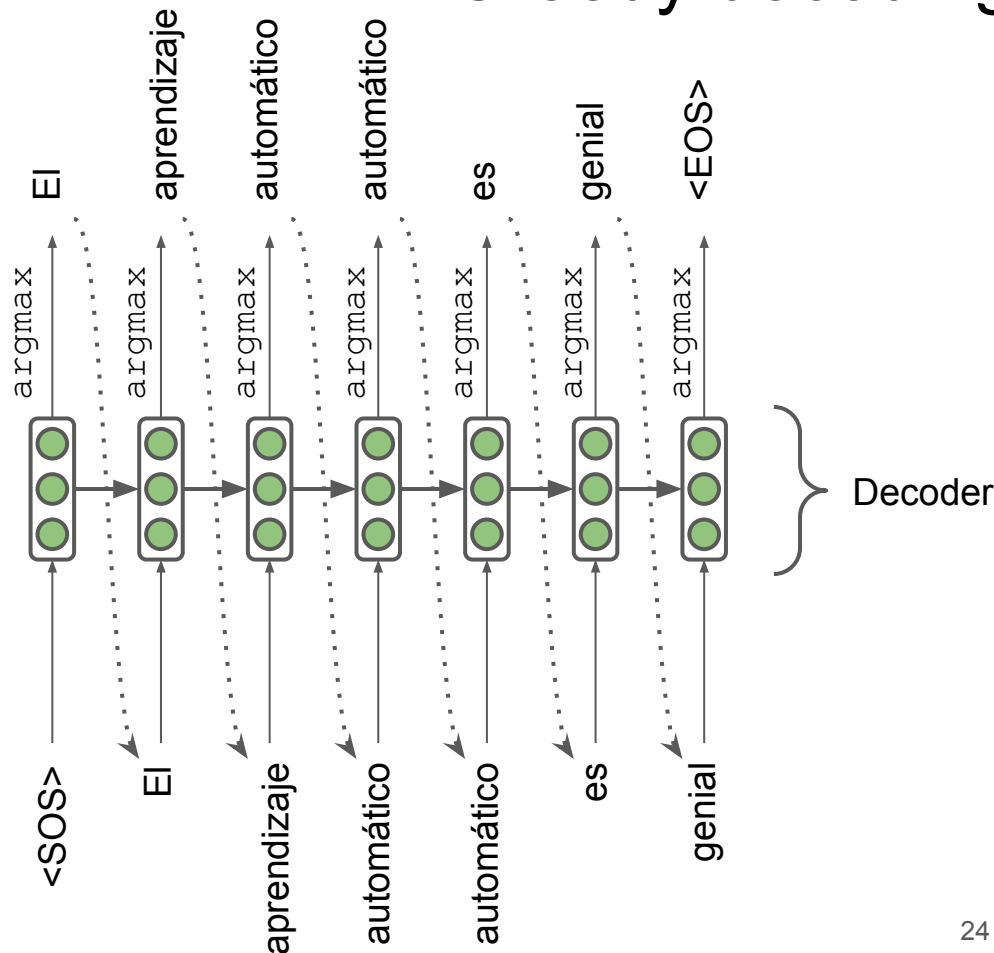 El
aprendizaje
automático
automático
es
genial
<EOS>
argmax
argmax
argmax
argmax
argmax
argmax
argmax
Decoder
<SOS>
El
aprendizaje
automático
automático
es
genial
24